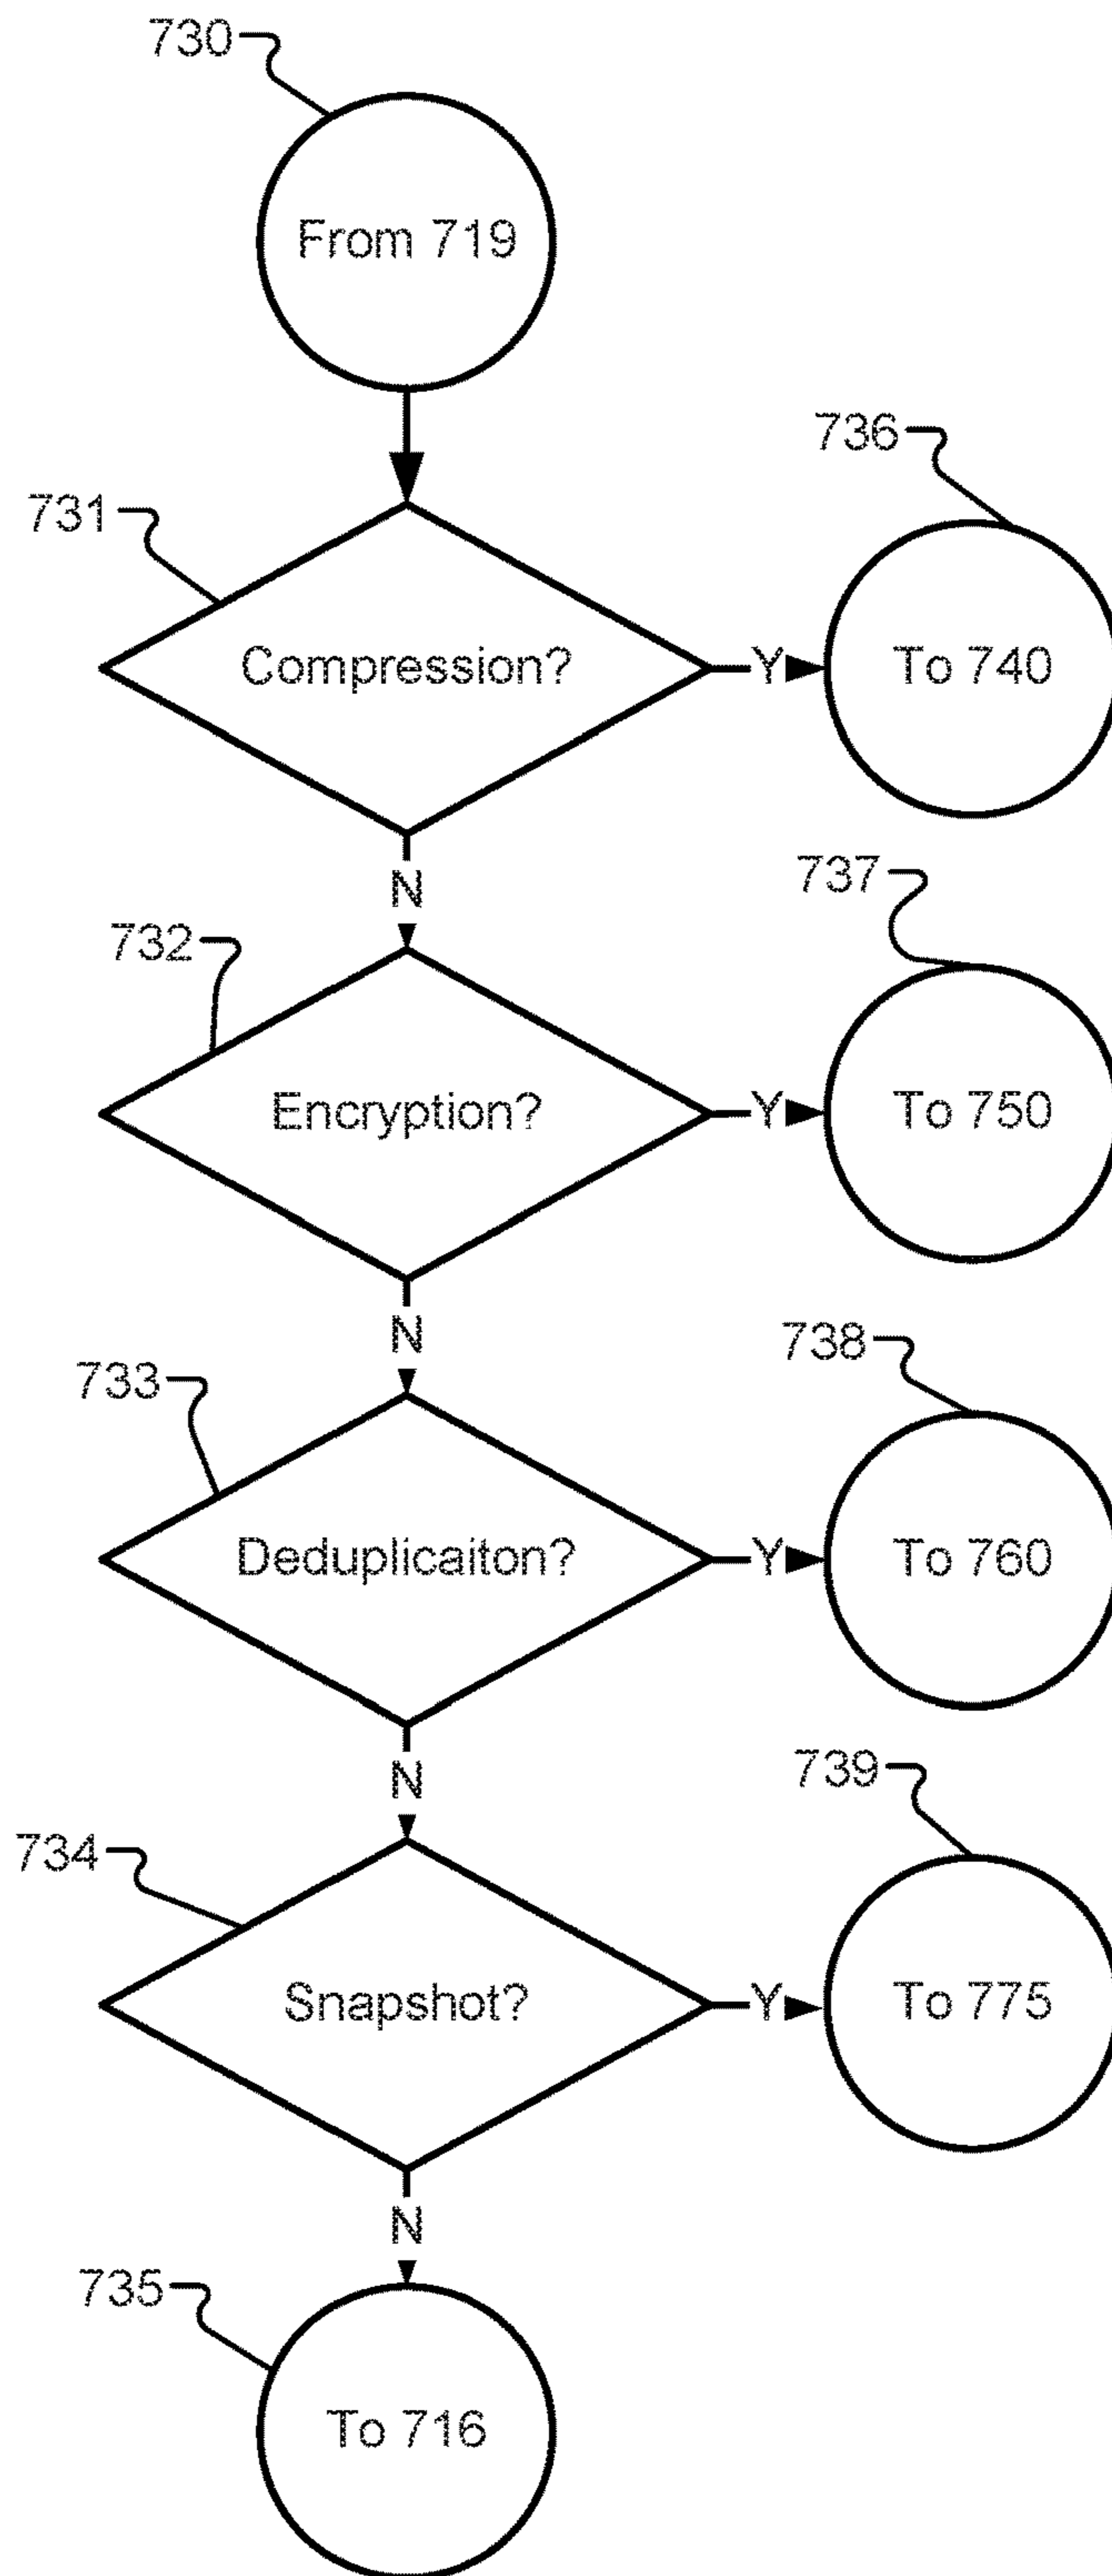 730
From 719
736
731
Compression?
Y
To 740
N
737
732
Encryption?
Y
To 750
N
738
733
Deduplicaiton?
Y
To 760
N
739
734
Snapshot?
Y
To 775
N
735
To 716